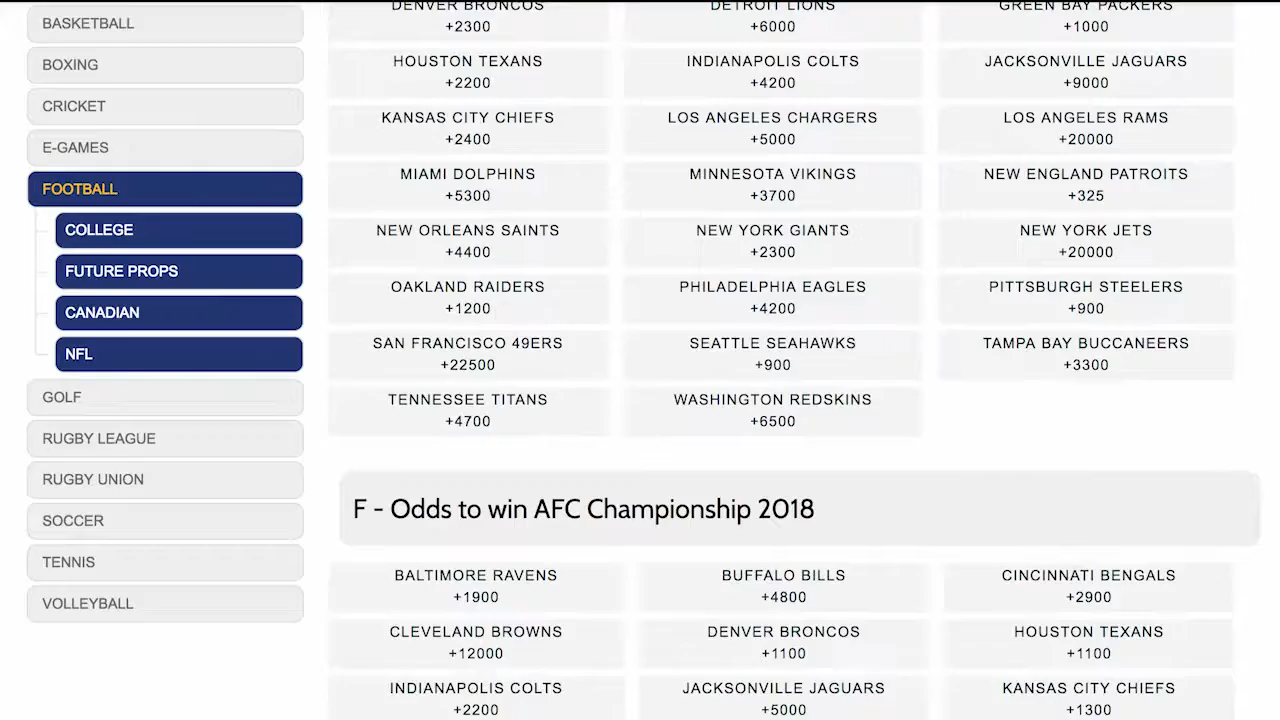 BASKETBALL
BOXING
CRICKET
E-GAMES
FOOTBALL
COLLEGE
FUTURE PROPS
CANADIAN
NFL
GOLF
RUGBY LEAGUE
RUGBY UNION
SOCCER
TENNIS
VOLLEYBALL
DENVER BRONCOS
+2300
DETROIT LIONS
+6000
GREEN BAY PACKERS
+1000
HOUSTON TEXANS
+2200
INDIANAPOLIS COLTS
+4200
JACKSONVILLE JAGUARS
+9000
KANSAS CITY CHIEFS
+2400
LOS ANGELES CHARGERS
+5000
LOS ANGELES RAMS
+20000
MIAMI DOLPHINS
+5300
MINNESOTA VIKINGS
+3700
NEW ENGLAND PATROITS
+325
NEW ORLEANS SAINTS
+4400
NEW YORK GIANTS
+2300
NEW YORK JETS
+20000
OAKLAND RAIDERS
+1200
PHILADELPHIA EAGLES
+4200
PITTSBURGH STEELERS
+900
SAN FRANCISCO 49ERS
+22500
SEATTLE SEAHAWKS
+900
TAMPA BAY BUCCANEERS
+3300
TENNESSEE TITANS
+4700
WASHINGTON REDSKINS
+6500
F - Odds to win AFC Championship 2018
BALTIMORE RAVENS
+1900
BUFFALO BILLS
+4800
CINCINNATI BENGALS
+2900
CLEVELAND BROWNS
+12000
DENVER BRONCOS
+1100
HOUSTON TEXANS
+1100
INDIANAPOLIS COLTS
+2200
JACKSONVILLE JAGUARS
+5000
KANSAS CITY CHIEFS
+1300